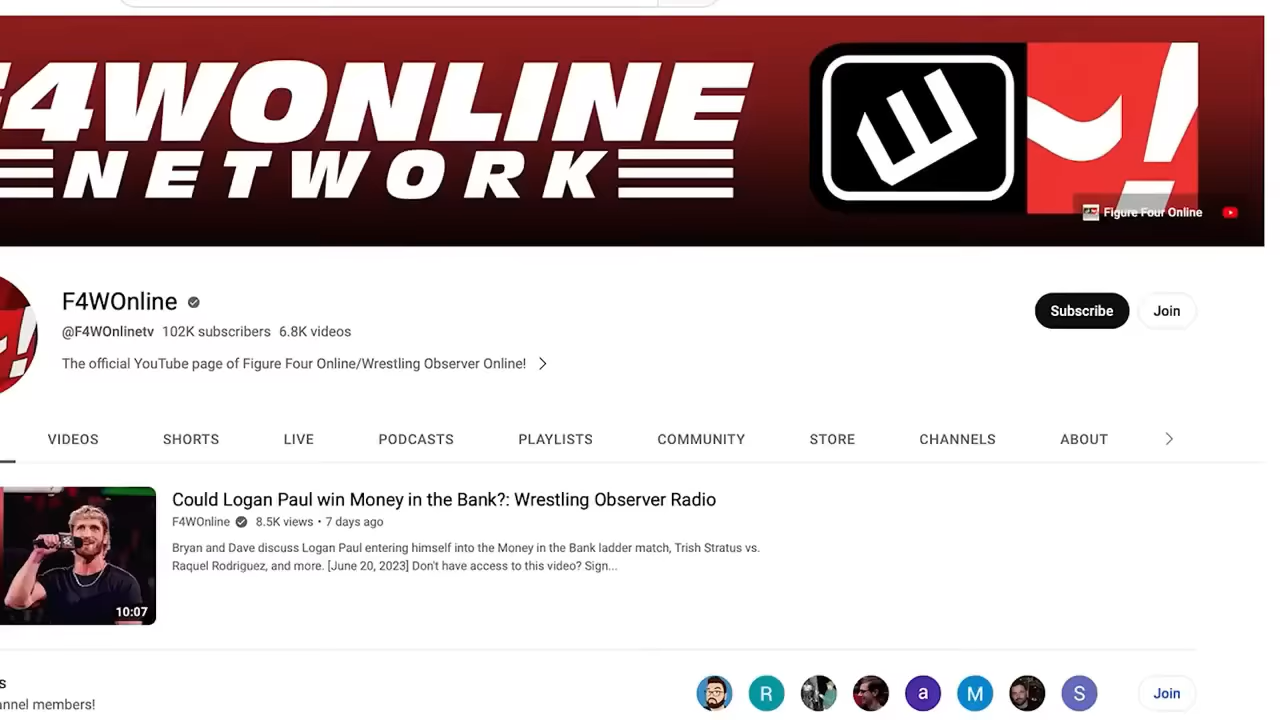 F4WONLINE
NETWORK
Figure Four Online
F4WOnline
@F4WOnlinetv 102K subscribers 6.8K videos
The official YouTube page of Figure Four Online/Wrestling Observer Online!
Subscribe
Join
VIDEOS SHORTS LIVE PODCASTS PLAYLISTS COMMUNITY STORE CHANNELS ABOUT
10:07
Could Logan Paul win Money in the Bank?: Wrestling Observer Radio
F4WOnline 8.5K views • 7 days ago
Bryan and Dave discuss Logan Paul entering himself into the Money in the Bank ladder match, Trish Stratus vs.
Raquel Rodriguez, and more. [June 20, 2023] Don't have access to this video? Sign...
R a M S
Join
channel members!